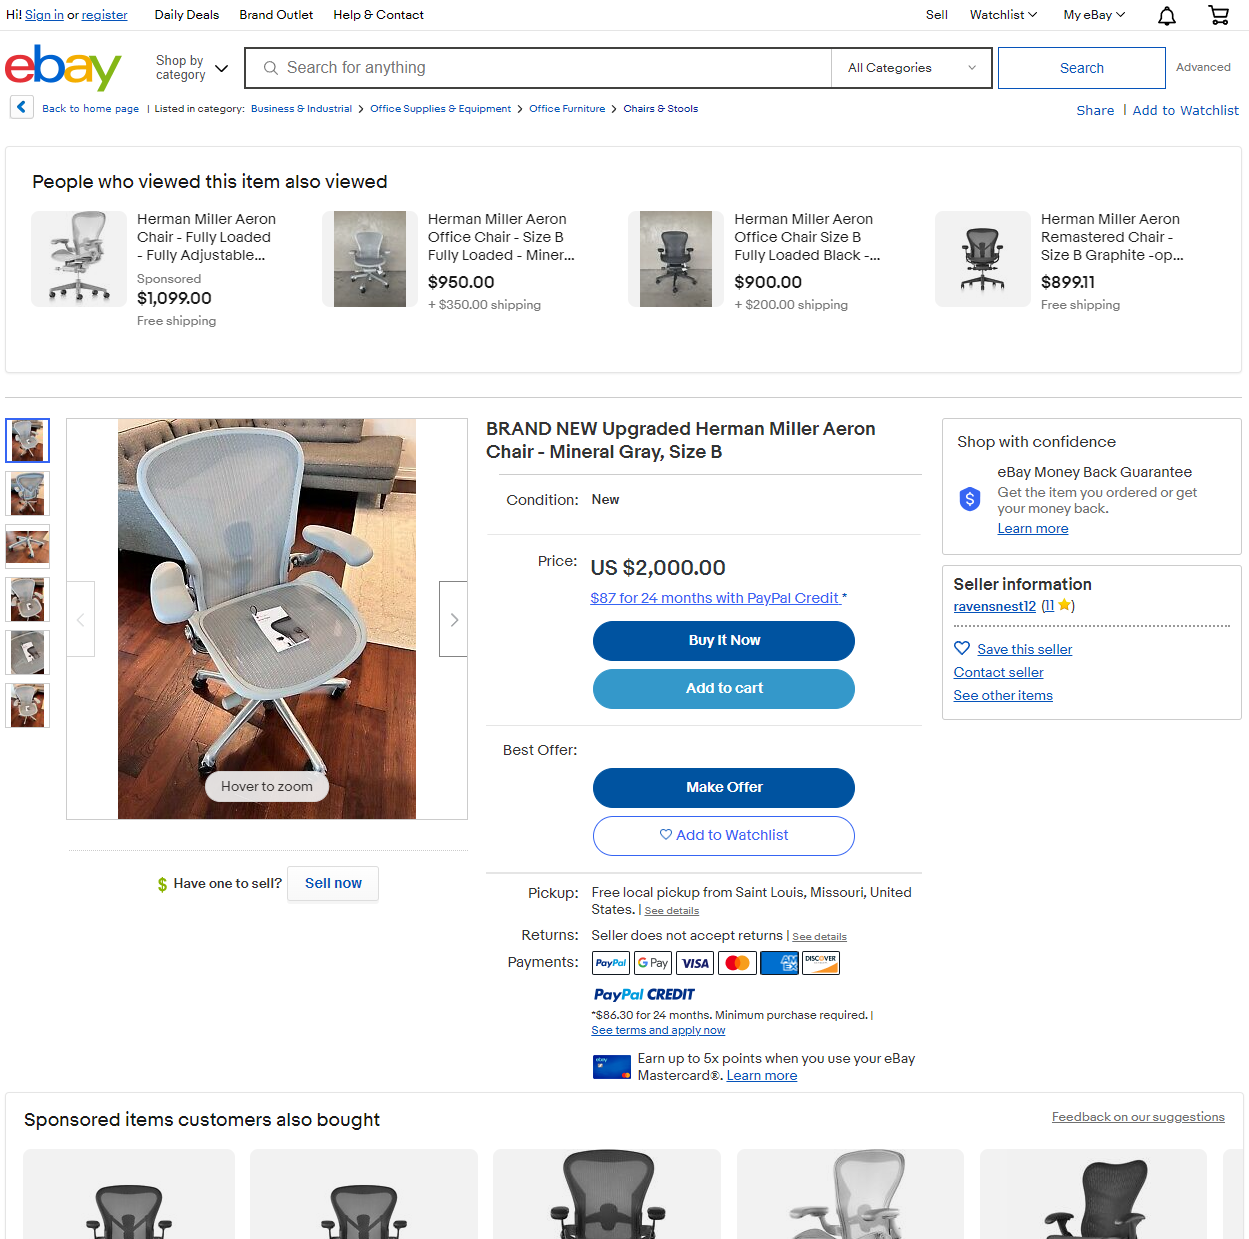 Hi! Sign in or register
Daily Deals
Brand Outlet
Help & Contact
Sell
Watchlist
My eBay
ebay
Shop by category
Search for anything
All Categories
Search
Advanced
Back to home page | Listed in category: Business & Industrial > Office Supplies & Equipment > Office Furniture > Chairs & Stools
Share | Add to Watchlist
People who viewed this item also viewed
Herman Miller Aeron
Chair - Fully Loaded
- Fully Adjustable...
Sponsored
$1,099.00
Free shipping
Herman Miller Aeron
Office Chair - Size B
Fully Loaded - Miner...
$950.00
+ $350.00 shipping
Herman Miller Aeron
Office Chair Size B
Fully Loaded Black -...
$900.00
+ $200.00 shipping
Herman Miller Aeron
Remastered Chair -
Size B Graphite -op...
$899.11
Free shipping
Hover to zoom
$ Have one to sell? Sell now
BRAND NEW Upgraded Herman Miller Aeron
Chair - Mineral Gray, Size B
Condition: New
Price: US $2,000.00
$87 for 24 months with PayPal Credit *
Buy It Now
Add to cart
Best Offer:
Make Offer
Add to Watchlist
Pickup: Free local pickup from Saint Louis, Missouri, United
States. | See details
Returns: Seller does not accept returns | See details
Payments: PayPal G Pay VISA AM EX DISCOVER
PayPal CREDIT
*$86.30 for 24 months. Minimum purchase required. |
See terms and apply now
ebay
Earn up to 5x points when you use your eBay
Mastercard®. Learn more
Shop with confidence
eBay Money Back Guarantee
Get the item you ordered or get
your money back.
Learn more
Seller information
ravensnest12 (11)
Save this seller
Contact seller
See other items
Sponsored items customers also bought
Feedback on our suggestions